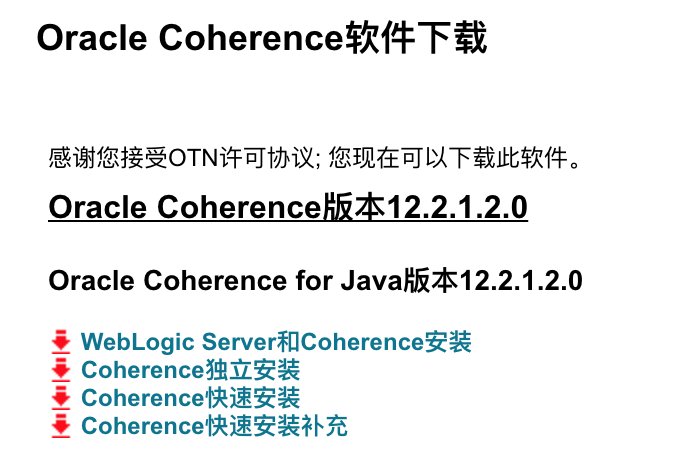 Oracle Coherence软件下载
感谢您接受OTN许可协议; 您现在可以下载此软件。
Oracle Coherence版本12.2.1.2.0
Oracle Coherence for Java版本12.2.1.2.0
WebLogic Server和Coherence安装
Coherence独立安装
Coherence快速安装
Coherence快速安装补充